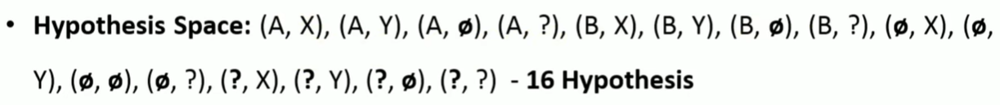 • Hypothesis Space: (A, X), (A, Y), (A, ø), (A, ?), (B, X), (B, Y), (B, ø), (B, ?), (ø, X), (ø,
Y), (ø, ø), (ø, ?), (?, X), (?, Y), (?, ø), (?, ?) - 16 Hypothesis